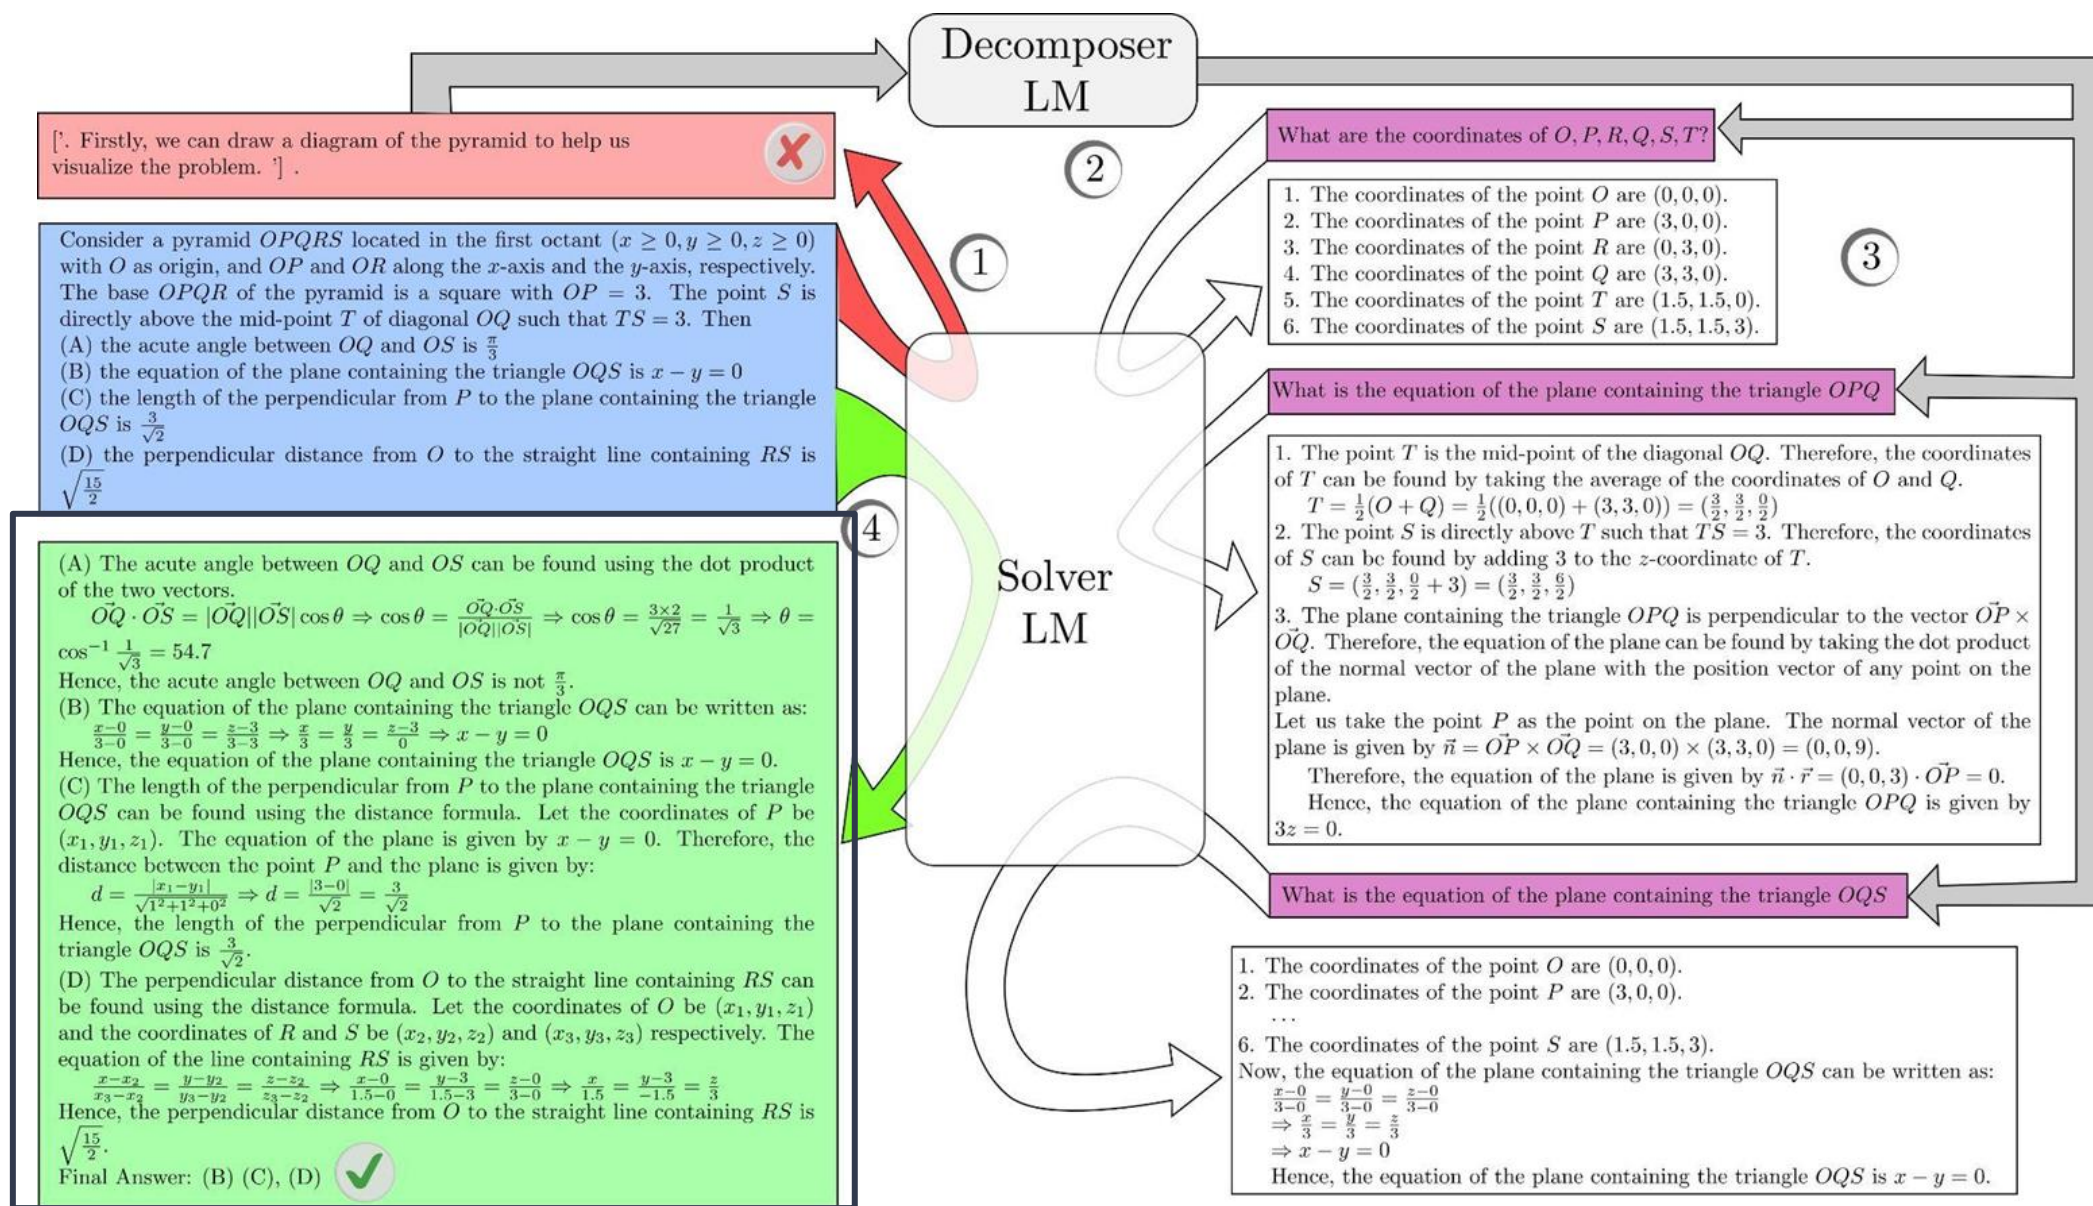 Decomposer
LM
['. Firstly, we can draw a diagram of the pyramid to help us
visualize the problem. '] .
1
2
3
4
Consider a pyramid OPQRS located in the first octant (x ≥ 0, y ≥ 0, z ≥ 0)
with O as origin, and OP and OR along the x-axis and the y-axis, respectively.
The base OPQR of the pyramid is a square with OP = 3. The point S is
directly above the mid-point T of diagonal OQ such that TS = 3. Then
(A) the acute angle between OQ and OS is π/3
(B) the equation of the plane containing the triangle OQS is x − y = 0
(C) the length of the perpendicular from P to the plane containing the triangle
OQS is 3/√2
(D) the perpendicular distance from O to the straight line containing RS is
√(15/2)
(A) The acute angle between OQ and OS can be found using the dot product
of the two vectors.
O⃗Q · O⃗S = |O⃗Q||O⃗S| cos θ ⇒ cos θ = O⃗Q·O⃗S/|O⃗Q||O⃗S| ⇒ cos θ = 3×2/√27 = 1/√3 ⇒ θ =
cos⁻¹ 1/√3 = 54.7
Hence, the acute angle between OQ and OS is not π/3.
(B) The equation of the plane containing the triangle OQS can be written as:
x−0/3−0 = y−0/3−0 = z−3/3−3 ⇒ x/3 = y/3 = z−3/0 ⇒ x − y = 0
Hence, the equation of the plane containing the triangle OQS is x − y = 0.
(C) The length of the perpendicular from P to the plane containing the triangle
OQS can be found using the distance formula. Let the coordinates of P be
(x₁, y₁, z₁). The equation of the plane is given by x − y = 0. Therefore, the
distance between the point P and the plane is given by:
d = |x₁−y₁|/√(1²+1²+0²) ⇒ d = |3−0|/√2 = 3/√2
Hence, the length of the perpendicular from P to the plane containing the
triangle OQS is 3/√2.
(D) The perpendicular distance from O to the straight line containing RS can
be found using the distance formula. Let the coordinates of O be (x₁, y₁, z₁)
and the coordinates of R and S be (x₂, y₂, z₂) and (x₃, y₃, z₃) respectively. The
equation of the line containing RS is given by:
x−x₂/x₃−x₂ = y−y₂/y₃−y₂ = z−z₂/z₃−z₂ ⇒ x−0/1.5−0 = y−3/1.5−3 = z−0/3−0 ⇒ x/1.5 = y−3/−1.5 = z/3
Hence, the perpendicular distance from O to the straight line containing RS is
√(15/2).
Final Answer: (B) (C), (D)
Solver
LM
What are the coordinates of O, P, R, Q, S, T?
1. The coordinates of the point O are (0, 0, 0).
2. The coordinates of the point P are (3, 0, 0).
3. The coordinates of the point R are (0, 3, 0).
4. The coordinates of the point Q are (3, 3, 0).
5. The coordinates of the point T are (1.5, 1.5, 0).
6. The coordinates of the point S are (1.5, 1.5, 3).
What is the equation of the plane containing the triangle OPQ
1. The point T is the mid-point of the diagonal OQ. Therefore, the coordinates
of T can be found by taking the average of the coordinates of O and Q.
T = 1/2(O + Q) = 1/2((0, 0, 0) + (3, 3, 0)) = (3/2, 3/2, 0/2)
2. The point S is directly above T such that TS = 3. Therefore, the coordinates
of S can be found by adding 3 to the z-coordinate of T.
S = (3/2, 3/2, 0/2 + 3) = (3/2, 3/2, 6/2)
3. The plane containing the triangle OPQ is perpendicular to the vector O⃗P ×
O⃗Q. Therefore, the equation of the plane can be found by taking the dot product
of the normal vector of the plane with the position vector of any point on the
plane.
Let us take the point P as the point on the plane. The normal vector of the
plane is given by n⃗ = O⃗P × O⃗Q = (3, 0, 0) × (3, 3, 0) = (0, 0, 9).
Therefore, the equation of the plane is given by n⃗ · r⃗ = (0, 0, 3) · O⃗P = 0.
Hence, the equation of the plane containing the triangle OPQ is given by
3z = 0.
What is the equation of the plane containing the triangle OQS
1. The coordinates of the point O are (0, 0, 0).
2. The coordinates of the point P are (3, 0, 0).
...
6. The coordinates of the point S are (1.5, 1.5, 3).
Now, the equation of the plane containing the triangle OQS can be written as:
x−0/3−0 = y−0/3−0 = z−0/3−0
⇒ x/3 = y/3 = z/3
⇒ x − y = 0
Hence, the equation of the plane containing the triangle OQS is x − y = 0.